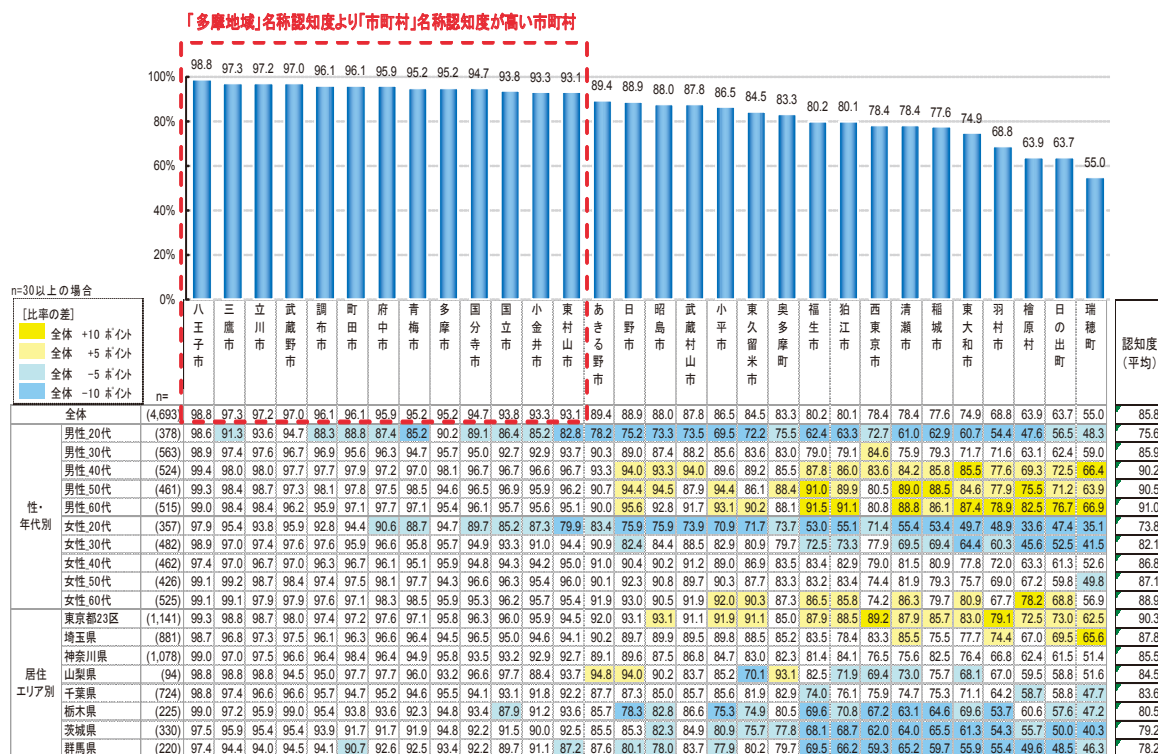 「多摩地域」名称認知度より「市町村」名称認知度が高い市町村
98.8 97.3 97.2 97.0 96.1 96.1 95.9 95.2 95.2 94.7 93.8 93.3 93.1 89.4 88.9 88.0 87.8 86.5 84.5 83.3 80.2 80.1 78.4 78.4 77.6 74.9 68.8 63.9 63.7 55.0
100%
80%
60%
40%
20%
0%
n=30以上の場合
[比率の差]
全体 +10 ポイント
全体 +5 ポイント
全体 -5 ポイント
全体 -10 ポイント
n=
八王子市 三鷹市 立川市 武蔵野市 調布市 町田市 府中市 青梅市 多摩市 国分寺市 国立市 小金井市 東村山市 あきる野市 日野市 昭島市 武蔵村山市 小平市 東久留米市 奥多摩町 福生市 狛江市 西東京市 清瀬市 稲城市 東大和市 羽村市 檜原村 日の出町 瑞穂町
認知度
(平均)
全体 (4,693) 98.8 97.3 97.2 97.0 96.1 96.1 95.9 95.2 95.2 94.7 93.8 93.3 93.1 89.4 88.9 88.0 87.8 86.5 84.5 83.3 80.2 80.1 78.4 78.4 77.6 74.9 68.8 63.9 63.7 55.0 85.8
性・
年代別
男性_20代 (378) 98.6 91.3 93.6 94.7 88.3 88.8 87.4 85.2 90.2 89.1 86.4 85.2 82.8 78.2 75.2 73.3 73.5 69.5 72.2 75.5 62.4 63.3 72.7 61.0 62.9 60.7 54.4 47.6 56.5 48.3 75.6
男性_30代 (563) 98.9 97.4 97.6 96.7 96.9 95.6 96.3 94.7 95.7 95.0 92.7 92.9 93.7 90.3 89.0 87.4 88.2 85.6 83.6 83.0 79.0 79.1 84.6 75.9 79.3 71.7 71.6 63.1 62.4 59.0 85.9
男性_40代 (524) 99.4 98.0 98.0 97.7 97.7 97.9 97.2 97.0 98.1 96.7 96.7 96.6 96.7 93.3 94.0 93.3 94.0 89.6 89.2 85.5 87.8 86.0 83.6 84.2 85.8 85.5 77.6 69.3 72.5 66.4 90.2
男性_50代 (461) 99.3 98.4 98.7 97.3 98.1 97.8 97.5 98.5 94.6 96.5 96.9 95.9 96.2 90.7 94.4 94.5 87.9 94.4 86.1 88.4 91.0 89.9 80.5 89.0 88.5 84.6 77.9 75.5 71.2 63.9 90.5
男性_60代 (515) 99.0 98.4 98.4 96.2 95.9 97.1 97.7 97.1 95.4 96.1 95.7 95.6 95.1 90.0 95.6 92.8 91.7 93.1 90.2 88.1 91.5 91.1 80.8 88.8 86.1 87.4 78.9 82.5 76.7 66.9 91.0
女性_20代 (357) 97.9 95.4 93.8 95.9 92.8 94.4 90.6 88.7 94.7 89.7 85.2 87.3 79.9 83.4 75.9 75.9 73.9 70.9 71.7 73.7 53.0 55.1 71.4 55.4 53.4 49.7 48.9 33.6 47.4 35.1 73.8
女性_30代 (482) 98.9 97.0 97.4 97.6 97.6 95.9 96.6 95.8 95.7 94.9 93.3 91.0 94.4 90.9 82.4 84.4 88.5 82.9 80.9 79.7 72.5 73.3 77.9 69.5 69.4 64.4 60.3 45.6 52.5 41.5 82.1
女性_40代 (462) 97.4 97.0 96.7 97.0 96.3 96.7 96.1 95.1 95.9 94.8 94.3 94.2 95.0 91.0 90.4 90.2 91.2 89.0 86.9 83.5 83.4 82.9 79.0 81.5 80.9 77.8 72.0 63.3 61.3 52.6 86.8
女性_50代 (426) 99.1 99.2 98.7 98.4 97.4 97.5 98.1 97.7 94.3 96.6 96.3 95.4 96.0 90.1 92.3 90.8 89.7 90.3 87.7 83.3 83.2 83.4 74.4 81.9 79.3 75.7 69.0 67.2 59.8 49.8 87.1
女性_60代 (525) 99.1 99.1 97.9 97.9 97.6 97.1 98.3 98.5 95.9 95.3 96.2 95.7 95.4 91.9 93.0 90.5 91.9 92.0 90.3 87.3 86.5 85.8 74.2 86.3 79.7 80.9 67.7 78.2 68.8 56.9 88.9
居住
エリア別
東京都23区 (1,141) 99.3 98.8 98.7 98.0 97.4 97.2 97.6 97.1 95.8 96.3 96.0 95.9 94.5 92.0 93.1 93.1 91.1 91.9 91.1 85.0 87.9 88.5 89.2 87.9 85.7 83.0 79.1 72.5 73.0 62.5 90.3
埼玉県 (881) 98.7 96.8 97.3 97.5 96.1 96.3 96.6 96.4 94.5 96.5 95.0 94.6 94.1 90.2 89.7 89.9 89.5 89.8 88.5 85.2 83.5 78.4 83.3 85.5 75.5 77.7 74.4 67.0 69.5 65.6 87.8
神奈川県 (1,078) 99.0 97.0 97.5 96.6 96.4 98.4 96.4 94.9 95.8 93.5 93.2 92.9 92.7 89.1 89.6 87.5 86.8 84.7 83.0 82.3 81.4 84.1 76.5 75.6 82.5 76.4 66.8 62.4 61.5 51.4 85.5
山梨県 (94) 98.8 98.8 98.8 94.5 95.0 97.7 97.7 96.0 93.2 96.6 97.7 88.4 93.7 94.8 94.0 90.2 83.7 85.2 70.1 93.1 82.5 71.9 69.4 73.0 75.7 68.1 67.0 59.5 58.8 51.6 84.5
千葉県 (724) 98.8 97.4 96.6 96.6 95.7 94.7 95.2 94.6 95.5 94.1 93.1 91.8 92.2 87.7 87.3 85.0 85.7 85.6 81.9 82.9 74.0 76.1 75.9 74.7 75.3 71.1 64.2 58.7 58.8 47.7 83.6
栃木県 (225) 99.0 97.2 95.9 99.0 95.4 93.8 93.6 92.3 94.8 93.4 87.9 91.2 93.6 85.7 78.3 82.8 86.6 75.3 74.9 80.5 69.6 70.8 67.2 63.1 64.6 69.6 53.7 60.6 57.6 47.2 80.5
茨城県 (330) 97.5 95.9 95.4 95.4 93.9 91.7 91.7 91.9 94.8 92.2 91.5 90.0 92.5 85.5 85.3 82.3 84.9 80.9 75.7 77.8 68.1 68.7 62.0 64.0 65.5 61.3 54.3 55.7 50.0 40.3 79.2
群馬県 (220) 97.4 94.4 94.0 94.5 94.1 90.7 92.6 92.5 93.4 92.2 89.7 91.1 87.2 87.6 80.1 78.0 83.7 77.9 80.2 79.7 69.5 66.2 59.3 65.2 59.7 55.9 55.4 49.6 48.5 46.3 78.0